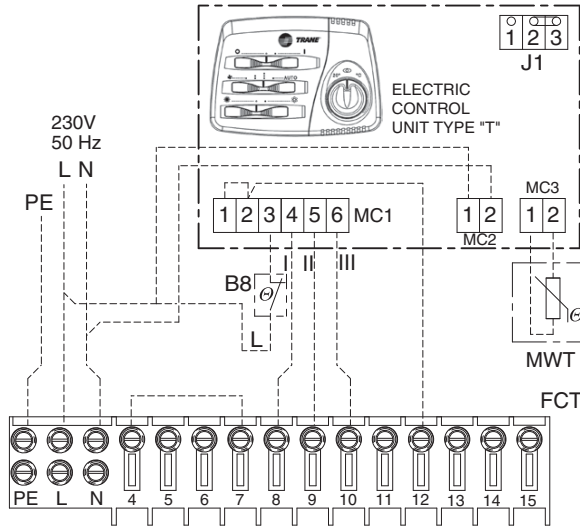 TRANE
AUTO
1 2 3
J1
ELECTRIC
CONTROL
UNIT TYPE "T"
230V
50 Hz
L N
PE
MC3
1 2 3 4 5 6 MC1
1 2
MC2
1 2
I II III
B8
Θ
L
Θ
MWT
FCT
PE L N 4 5 6 7 8 9 10 11 12 13 14 15